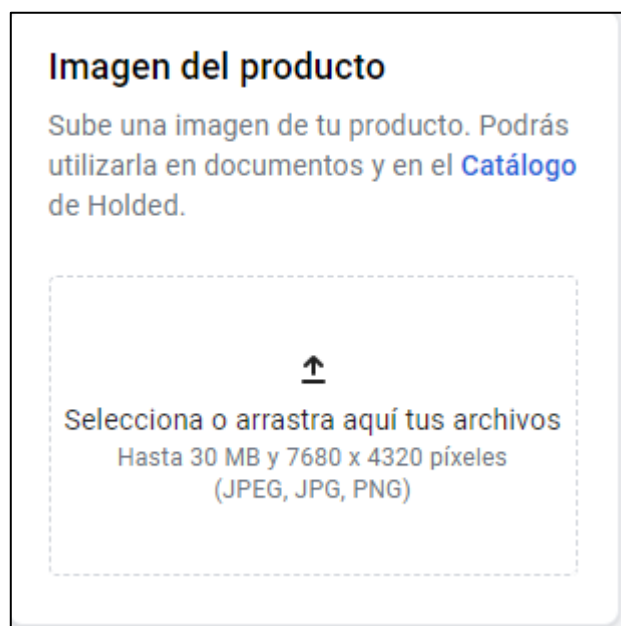 Imagen del producto
Sube una imagen de tu producto. Podrás
utilizarla en documentos y en el Catálogo
de Holded.
Selecciona o arrastra aquí tus archivos
Hasta 30 MB y 7680 x 4320 píxeles
(JPEG, JPG, PNG)